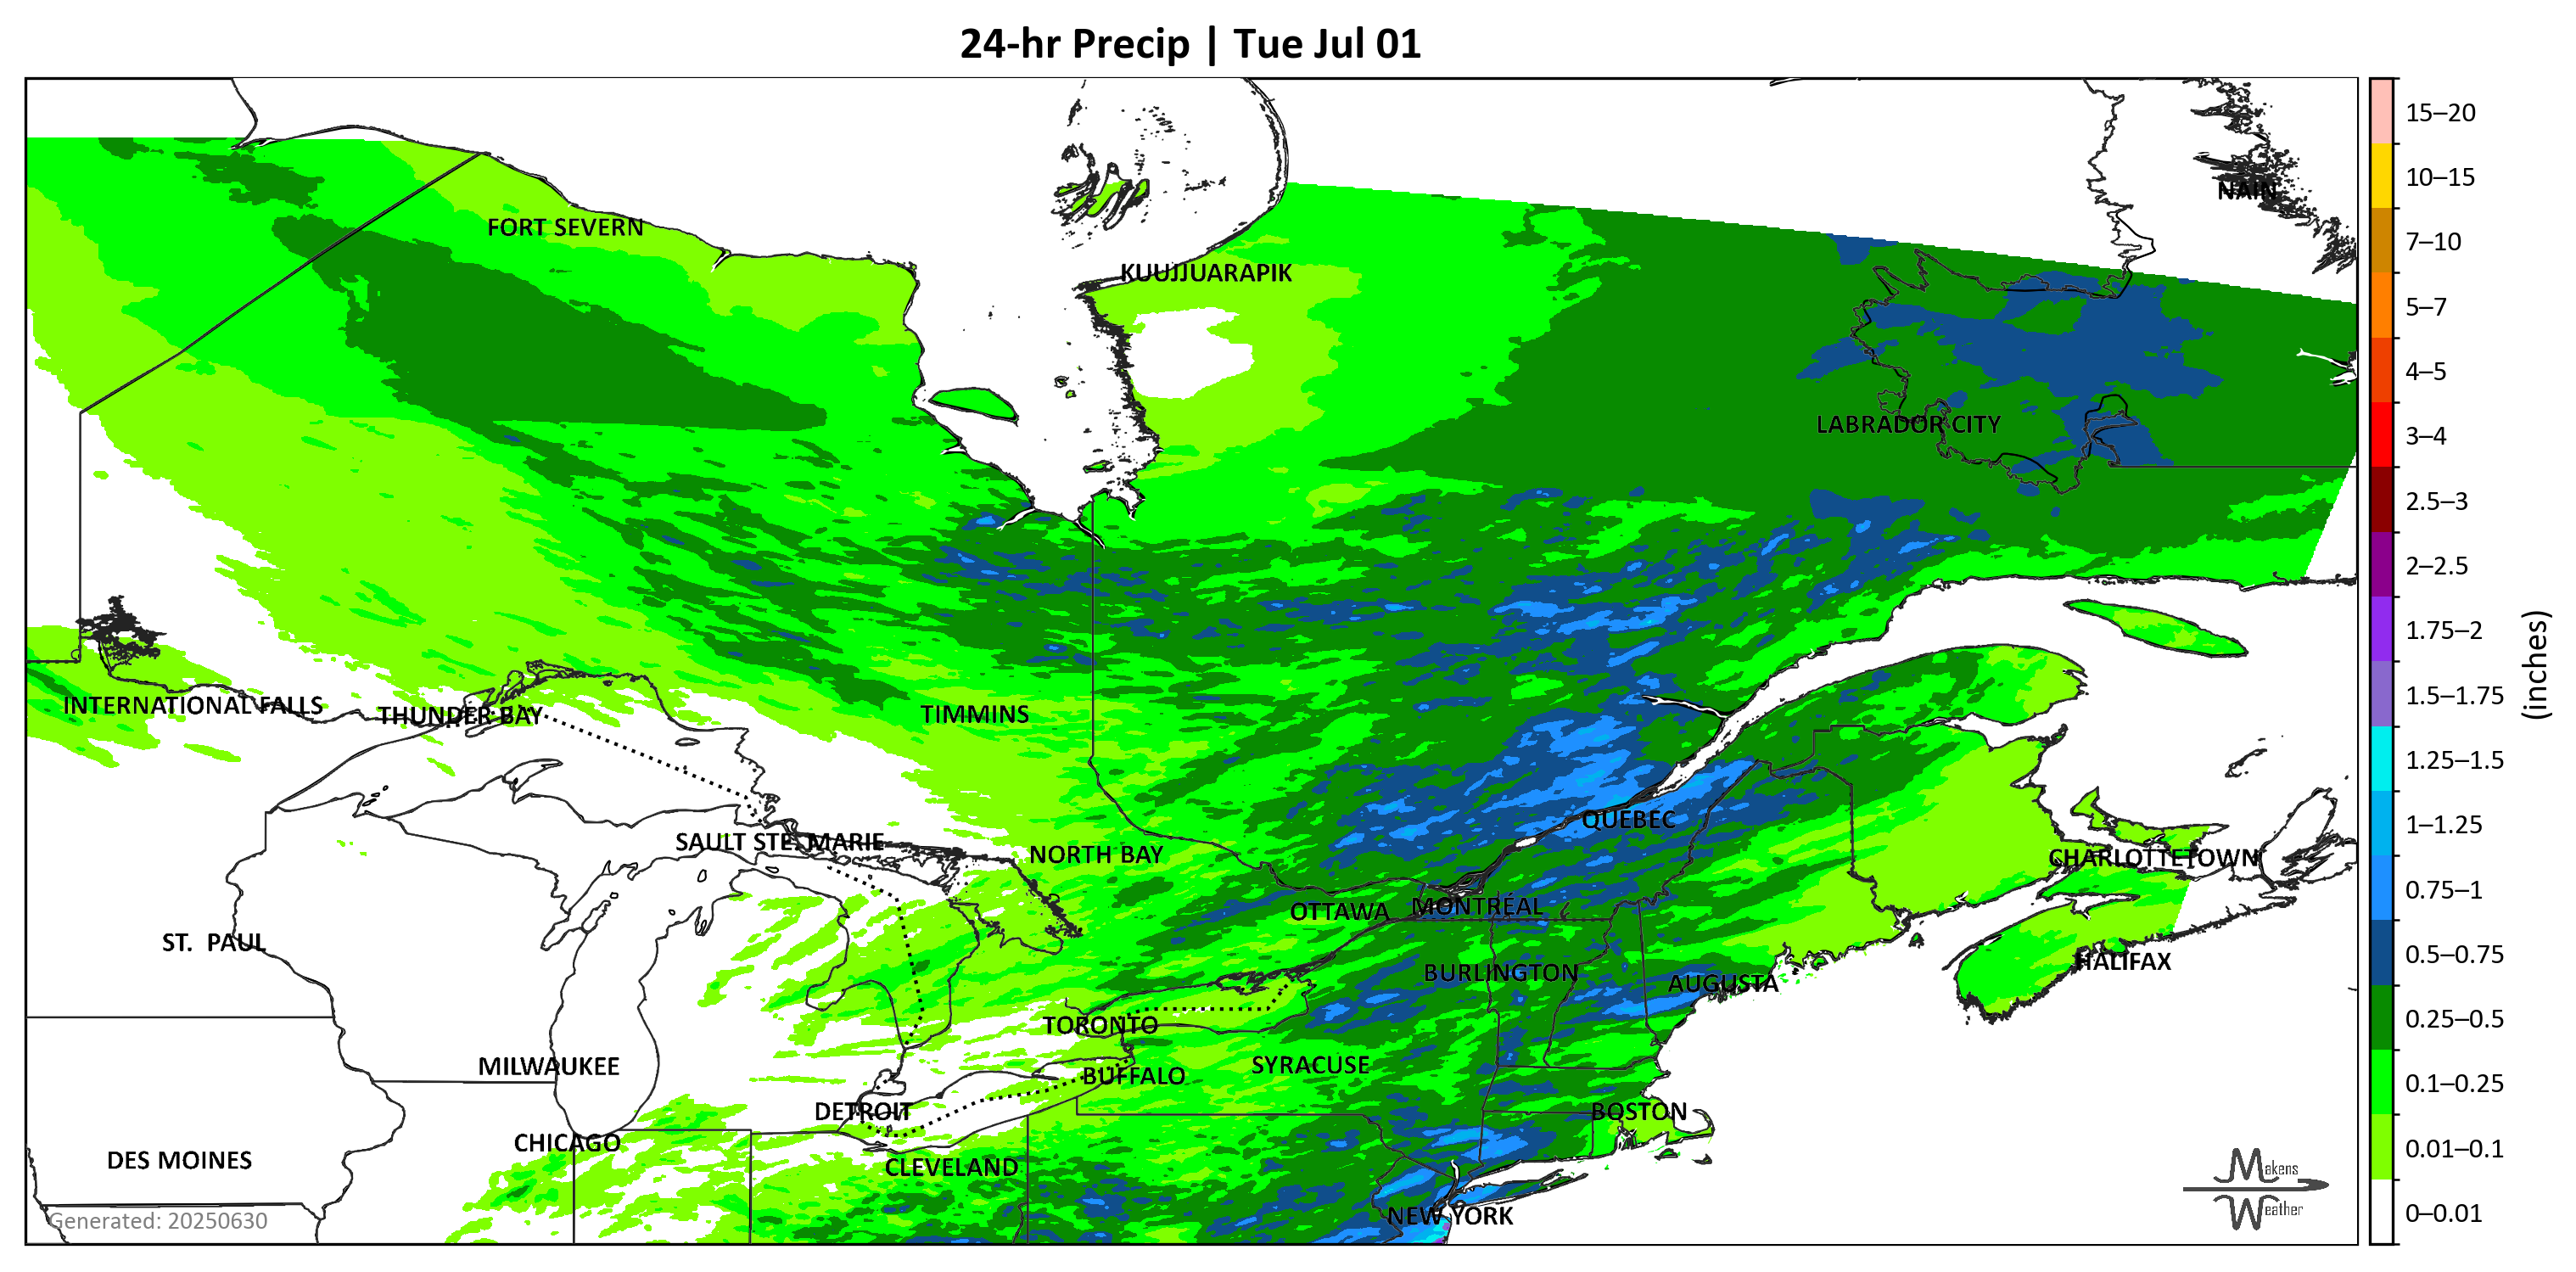 24-hr Precip | Tue Jul 01
NAIN
FORT SEVERN
KUUJJUARAPIK
LABRADOR CITY
INTERNATIONAL FALLS
THUNDER BAY
TIMMINS
SAULT STE. MARIE
NORTH BAY
QUEBEC
CHARLOTTETOWN
OTTAWA
MONTRÉAL
ST. PAUL
HALIFAX
BURLINGTON
AUGUSTA
TORONTO
MILWAUKEE
SYRACUSE
BUFFALO
DETROIT
BOSTON
CHICAGO
DES MOINES
CLEVELAND
NEW YORK
Generated: 20250630
Makens
Weather
15–20
10–15
7–10
5–7
4–5
3–4
2.5–3
2–2.5
1.75–2
1.5–1.75
1.25–1.5
1–1.25
0.75–1
0.5–0.75
0.25–0.5
0.1–0.25
0.01–0.1
0–0.01
(inches)